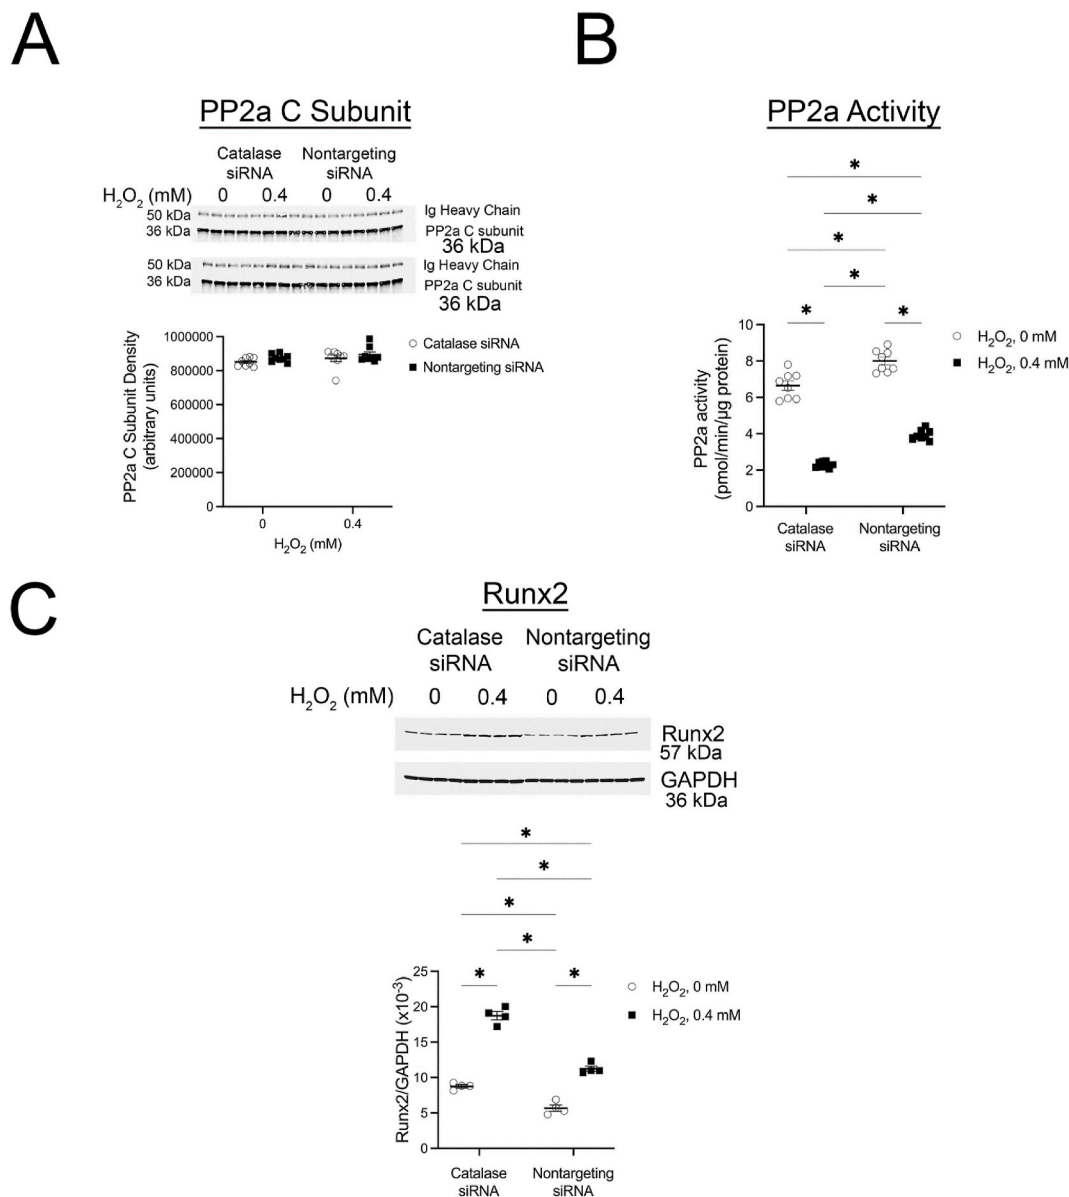 A
PP2a C Subunit
Catalase siRNA
Nontargeting siRNA
H2O2 (mM)
0
0.4
0
0.4
50 kDa
Ig Heavy Chain
36 kDa
PP2a C subunit
36 kDa
50 kDa
Ig Heavy Chain
36 kDa
PP2a C subunit
36 kDa
PP2a C Subunit Density
(arbitrary units)
1000000
800000
600000
400000
200000
0
0
0.4
H2O2 (mM)
Catalase siRNA
Nontargeting siRNA
B
PP2a Activity
*
*
*
*
*
*
PP2a activity
(pmol/min/µg protein)
10
8
6
4
2
0
Catalase
siRNA
Nontargeting
siRNA
H2O2, 0 mM
H2O2, 0.4 mM
C
Runx2
Catalase
siRNA
Nontargeting
siRNA
H2O2 (mM)
0
0.4
0
0.4
Runx2
57 kDa
GAPDH
36 kDa
*
*
*
*
*
*
Runx2/GAPDH (x10-3)
25
20
15
10
5
0
Catalase
siRNA
Nontargeting
siRNA
H2O2, 0 mM
H2O2, 0.4 mM